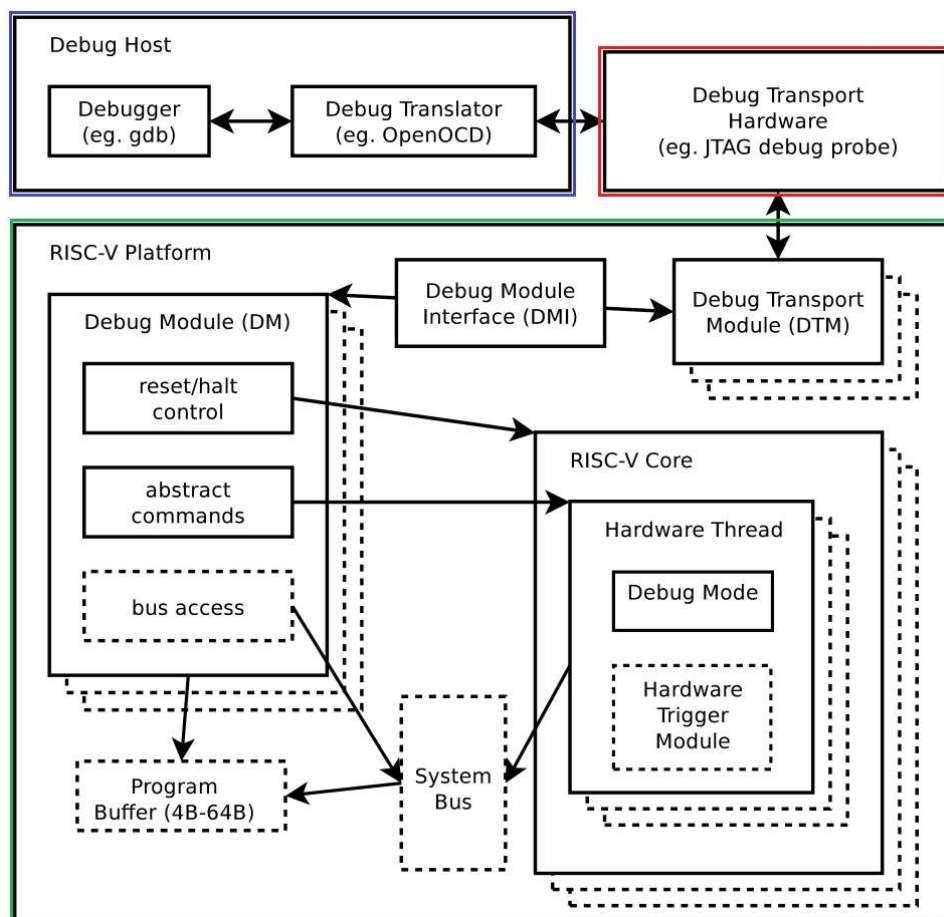 Debug Host
Debugger
(eg. gdb)
Debug Translator
(eg. OpenOCD)
Debug Transport
Hardware
(eg. JTAG debug probe)
RISC-V Platform
Debug Module
Interface (DMI)
Debug Transport
Module (DTM)
Debug Module (DM)
reset/halt
control
abstract
commands
bus access
RISC-V Core
Hardware Thread
Debug Mode
Hardware
Trigger
Module
System
Bus
Program
Buffer (4B-64B)